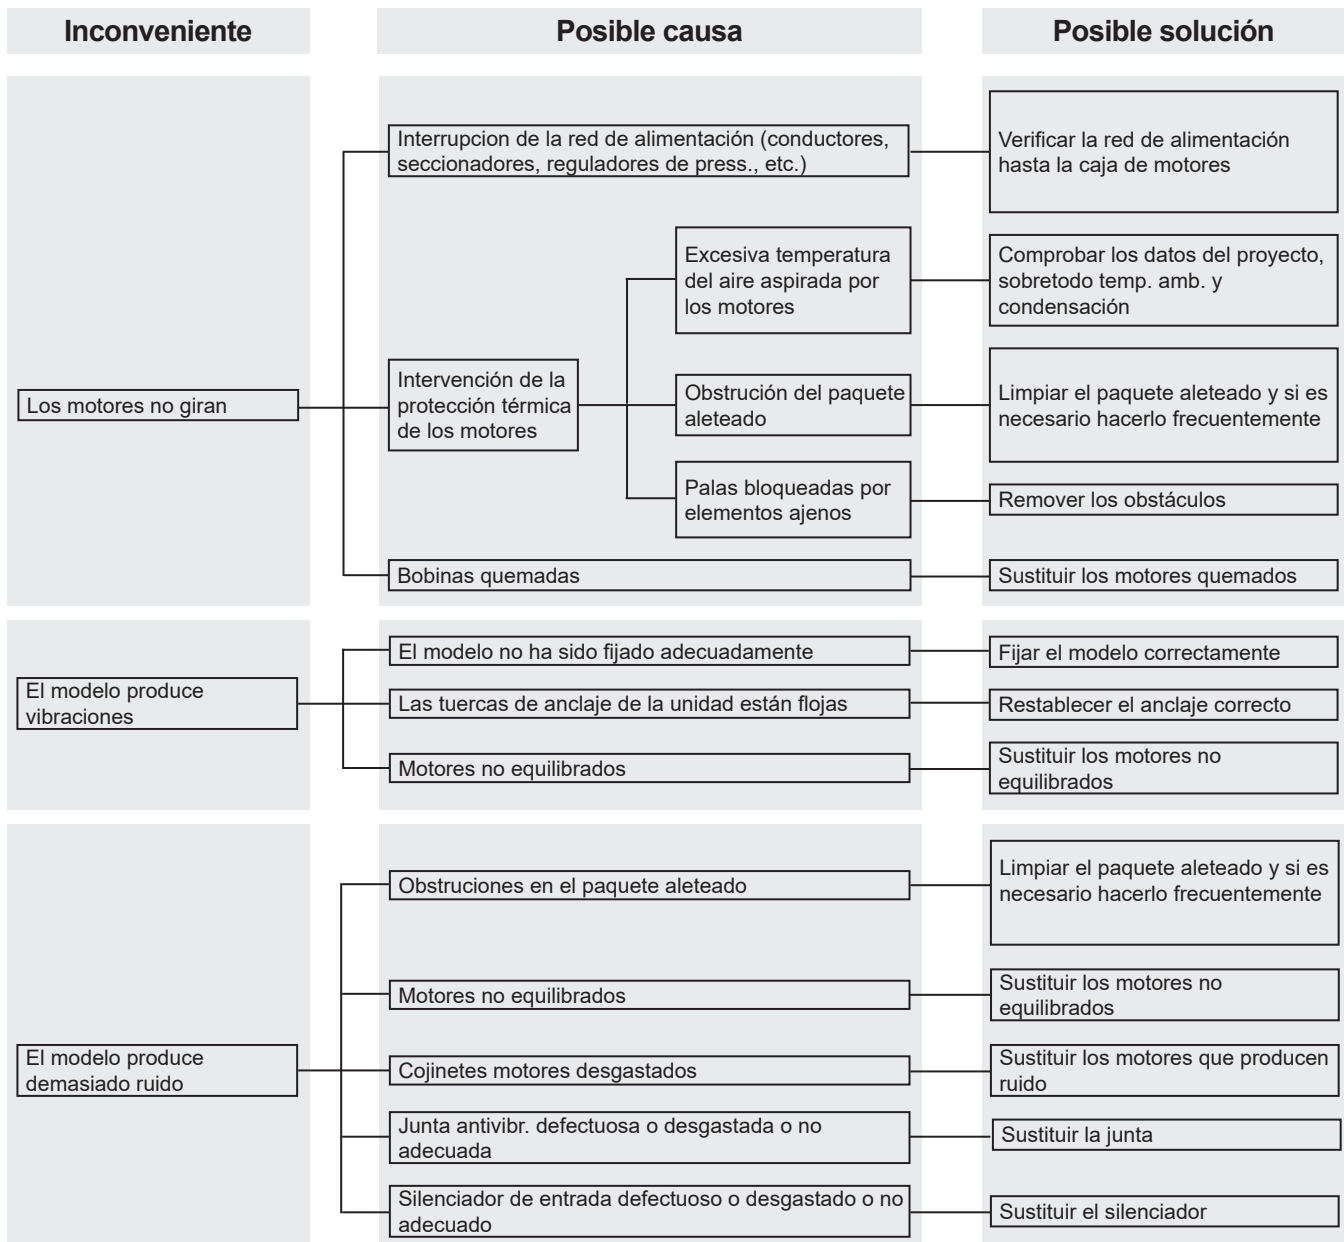 Inconveniente
Posible causa
Posible solución
Los motores no giran
Interrupcion de la red de alimentación (conductores,
seccionadores, reguladores de press., etc.)
Verificar la red de alimentación
hasta la caja de motores
Intervención de la
protección térmica
de los motores
Excesiva temperatura
del aire aspirada por
los motores
Comprobar los datos del proyecto,
sobretodo temp. amb. y
condensación
Obstrución del paquete
aleteado
Limpiar el paquete aleteado y si es
necesario hacerlo frecuentemente
Palas bloqueadas por
elementos ajenos
Remover los obstáculos
Bobinas quemadas
Sustituir los motores quemados
El modelo produce
vibraciones
El modelo no ha sido fijado adecuadamente
Fijar el modelo correctamente
Las tuercas de anclaje de la unidad están flojas
Restablecer el anclaje correcto
Motores no equilibrados
Sustituir los motores no
equilibrados
El modelo produce
demasiado ruido
Obstruciones en el paquete aleteado
Limpiar el paquete aleteado y si es
necesario hacerlo frecuentemente
Motores no equilibrados
Sustituir los motores no
equilibrados
Cojinetes motores desgastados
Sustituir los motores que producen
ruido
Junta antivibr. defectuosa o desgastada o no
adecuada
Sustituir la junta
Silenciador de entrada defectuoso o desgastado o no
adecuado
Sustituir el silenciador